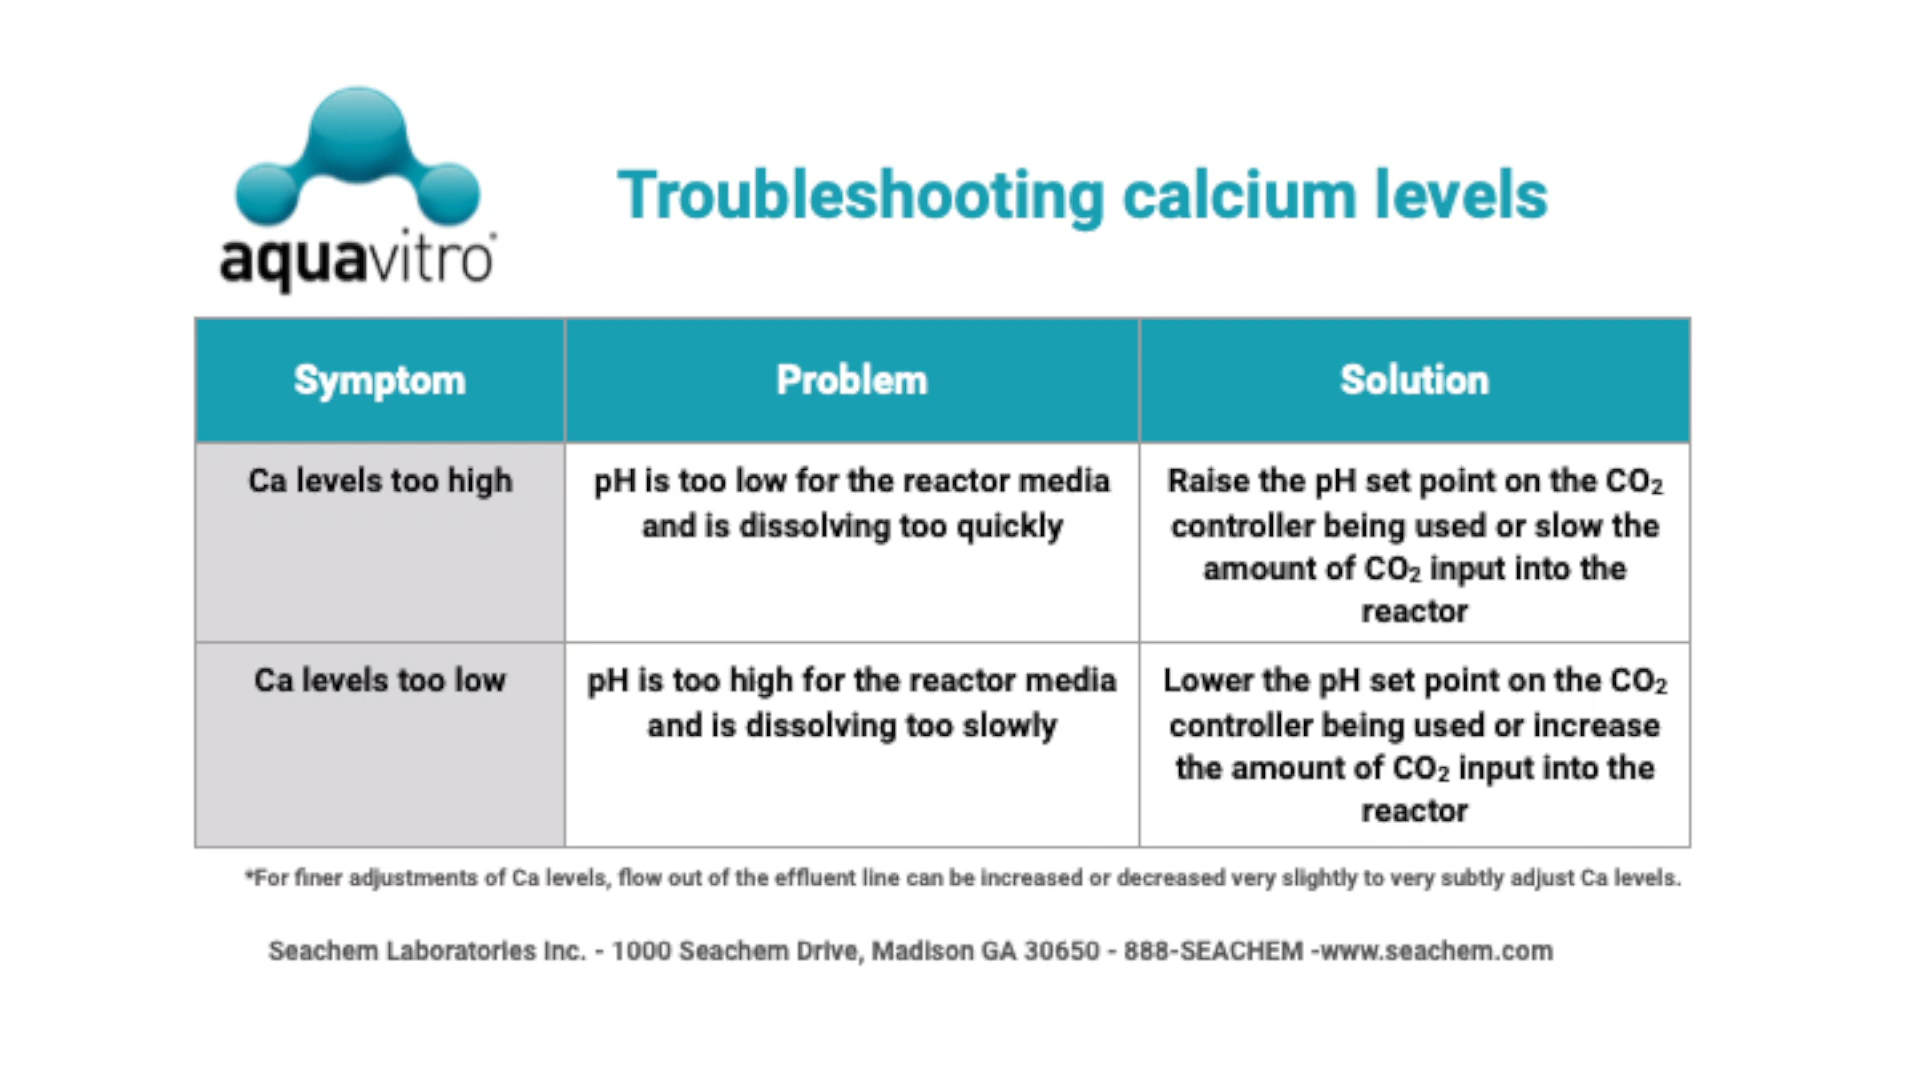 aquavitro
Troubleshooting calcium levels
Symptom
Problem
Solution
Ca levels too high
pH is too low for the reactor media
and is dissolving too quickly
Raise the pH set point on the CO₂
controller being used or slow the
amount of CO₂ input into the
reactor
Ca levels too low
pH is too high for the reactor media
and is dissolving too slowly
Lower the pH set point on the CO₂
controller being used or increase
the amount of CO₂ input into the
reactor
*For finer adjustments of Ca levels, flow out of the effluent line can be increased or decreased very slightly to very subtly adjust Ca levels.
Seachem Laboratories Inc. - 1000 Seachem Drive, Madison GA 30650 - 888-SEACHEM -www.seachem.com